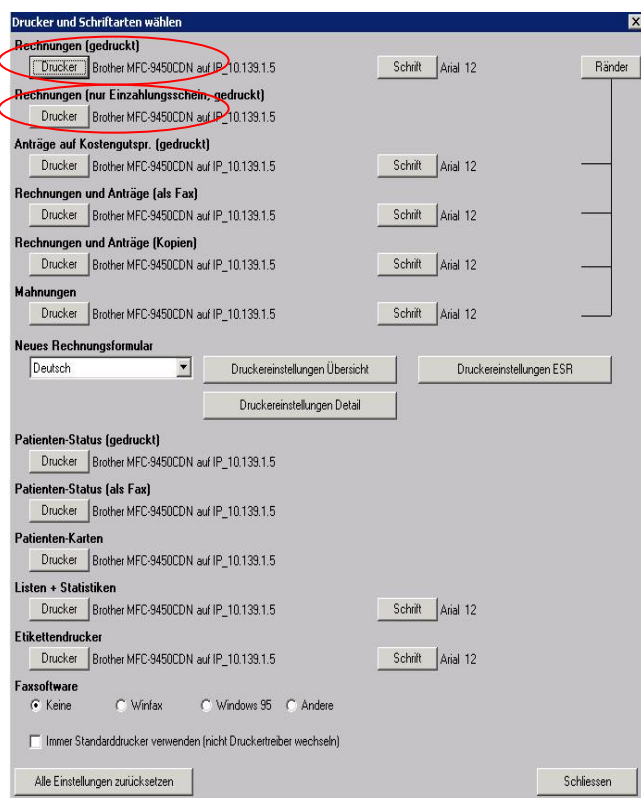 Drucker und Schriftarten wählen
Rechnungen (gedruckt)
Drucker Brother MFC-9450CDN auf IP_10.139.1.5 Schrift Arial 12 Ränder
Rechnungen (nur Einzahlungsschein, gedruckt)
Drucker Brother MFC-9450CDN auf IP_10.139.1.5
Anträge auf Kostengutspr. (gedruckt)
Drucker Brother MFC-9450CDN auf IP_10.139.1.5 Schrift Arial 12
Rechnungen und Anträge (als Fax)
Drucker Brother MFC-9450CDN auf IP_10.139.1.5 Schrift Arial 12
Rechnungen und Anträge (Kopien)
Drucker Brother MFC-9450CDN auf IP_10.139.1.5 Schrift Arial 12
Mahnungen
Drucker Brother MFC-9450CDN auf IP_10.139.1.5 Schrift Arial 12
Neues Rechnungsformular
Deutsch Druckereinstellungen Übersicht Druckereinstellungen ESR
Druckereinstellungen Detail
Patienten-Status (gedruckt)
Drucker Brother MFC-9450CDN auf IP_10.139.1.5
Patienten-Status (als Fax)
Drucker Brother MFC-9450CDN auf IP_10.139.1.5
Patienten-Karten
Drucker Brother MFC-9450CDN auf IP_10.139.1.5
Listen + Statistiken
Drucker Brother MFC-9450CDN auf IP_10.139.1.5 Schrift Arial 12
Etikettendrucker
Drucker Brother MFC-9450CDN auf IP_10.139.1.5 Schrift Arial 12
Faxsoftware
Keine Winfax Windows 95 Andere
Immer Standarddrucker verwenden (nicht Druckertreiber wechseln)
Alle Einstellungen zurücksetzen Schliessen